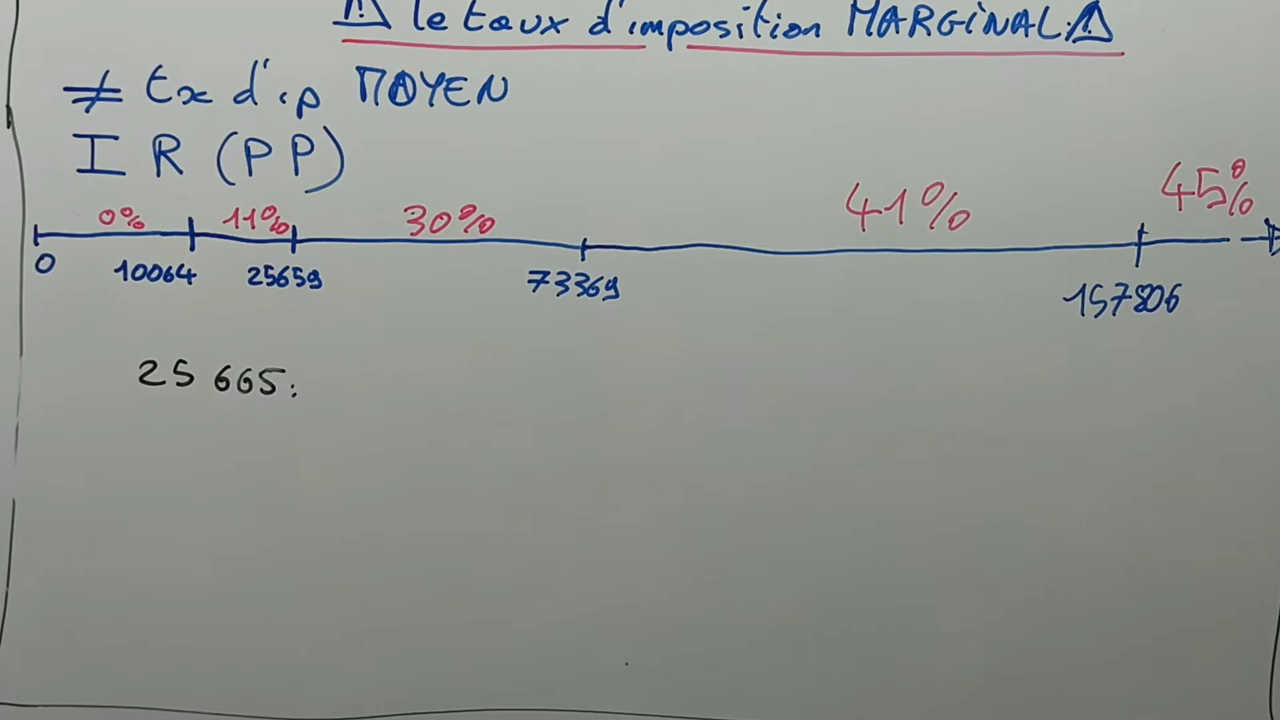 ⚠ le taux d'imposition MARGINAL ⚠
≠ tx d'ip MOYEN
I R (PP)
0% 11% 30% 41% 45%
0 10064 25659 73369 157806
25 665: